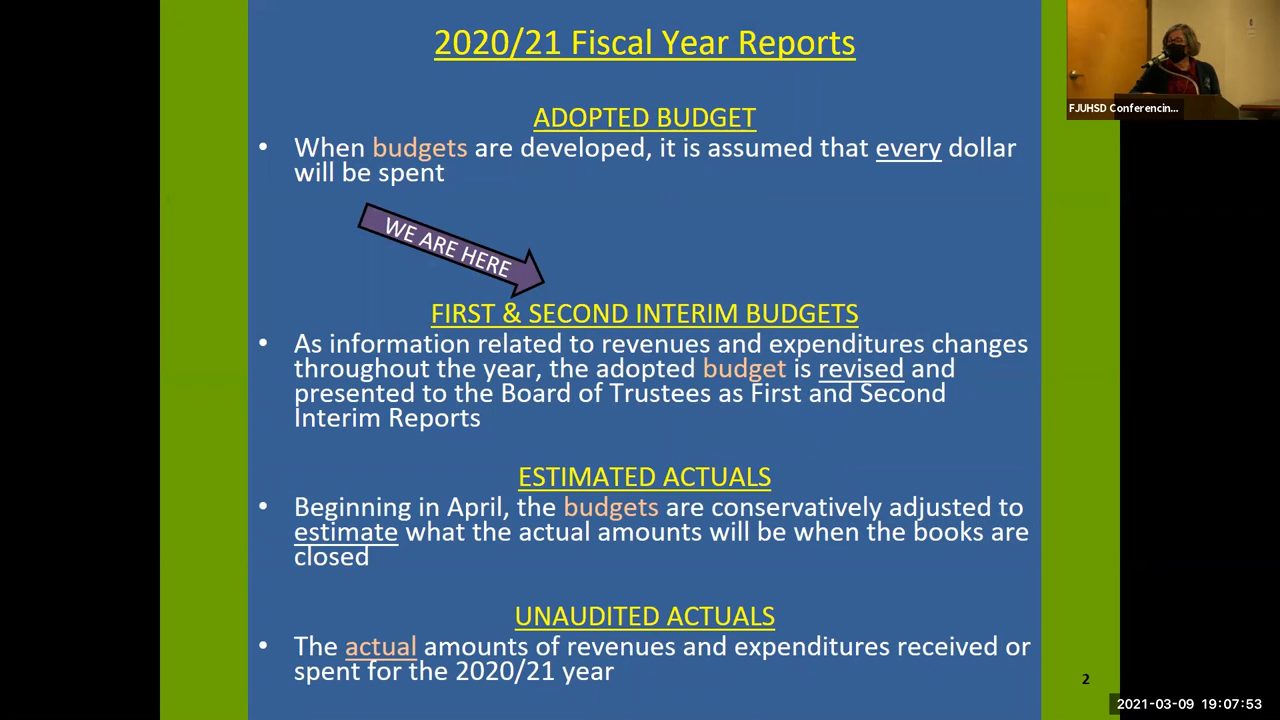 2020/21 Fiscal Year Reports
ADOPTED BUDGET
• When budgets are developed, it is assumed that every dollar
will be spent
WE ARE HERE
FIRST & SECOND INTERIM BUDGETS
• As information related to revenues and expenditures changes
throughout the year, the adopted budget is revised and
presented to the Board of Trustees as First and Second
Interim Reports
ESTIMATED ACTUALS
• Beginning in April, the budgets are conservatively adjusted to
estimate what the actual amounts will be when the books are
closed
UNAUDITED ACTUALS
• The actual amounts of revenues and expenditures received or
spent for the 2020/21 year
2
FJUHSD Conferencin...
2021-03-09 19:07:53